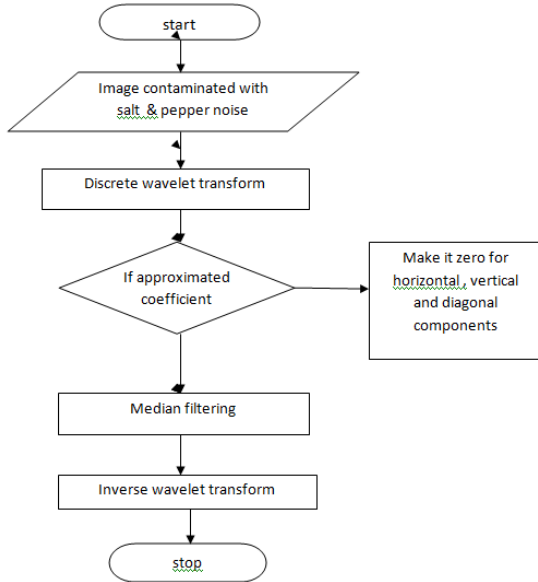 start
Image contaminated with
salt & pepper noise
Discrete wavelet transform
If approximated
coefficient
Make it zero for
horizontal, vertical
and diagonal
components
Median filtering
Inverse wavelet transform
stop